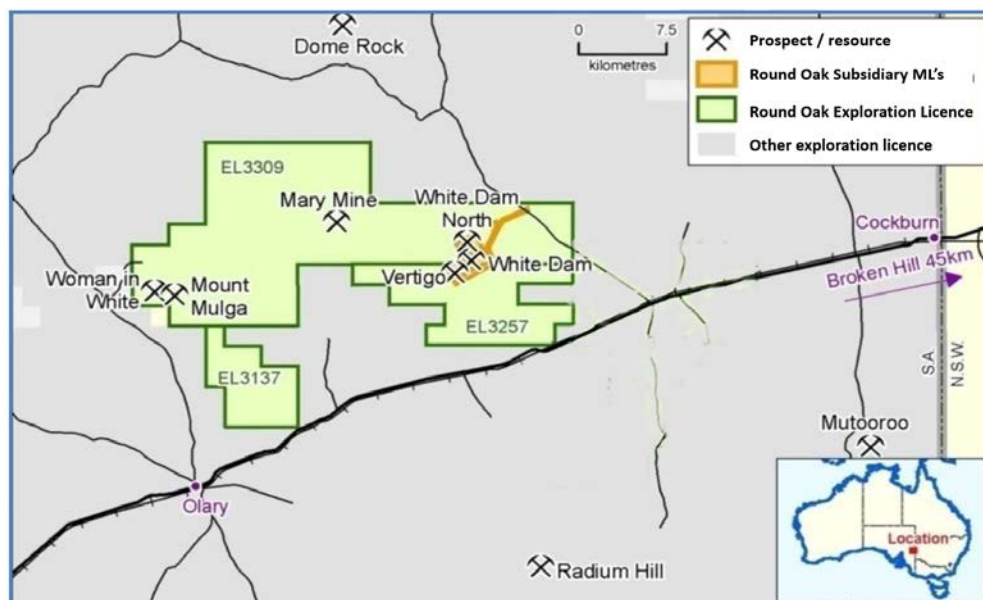 Dome Rock
0 7.5
kilometres
Prospect / resource
Round Oak Subsidiary ML's
Round Oak Exploration Licence
Other exploration licence
EL3309
Mary Mine
White Dam
North
White Dam
Vertigo
Woman in
White
Mount
Mulga
EL3257
EL3137
Cockburn
Broken Hill 45km
S.A.
N.S.W.
Mutooroo
Olary
Radium Hill
Location